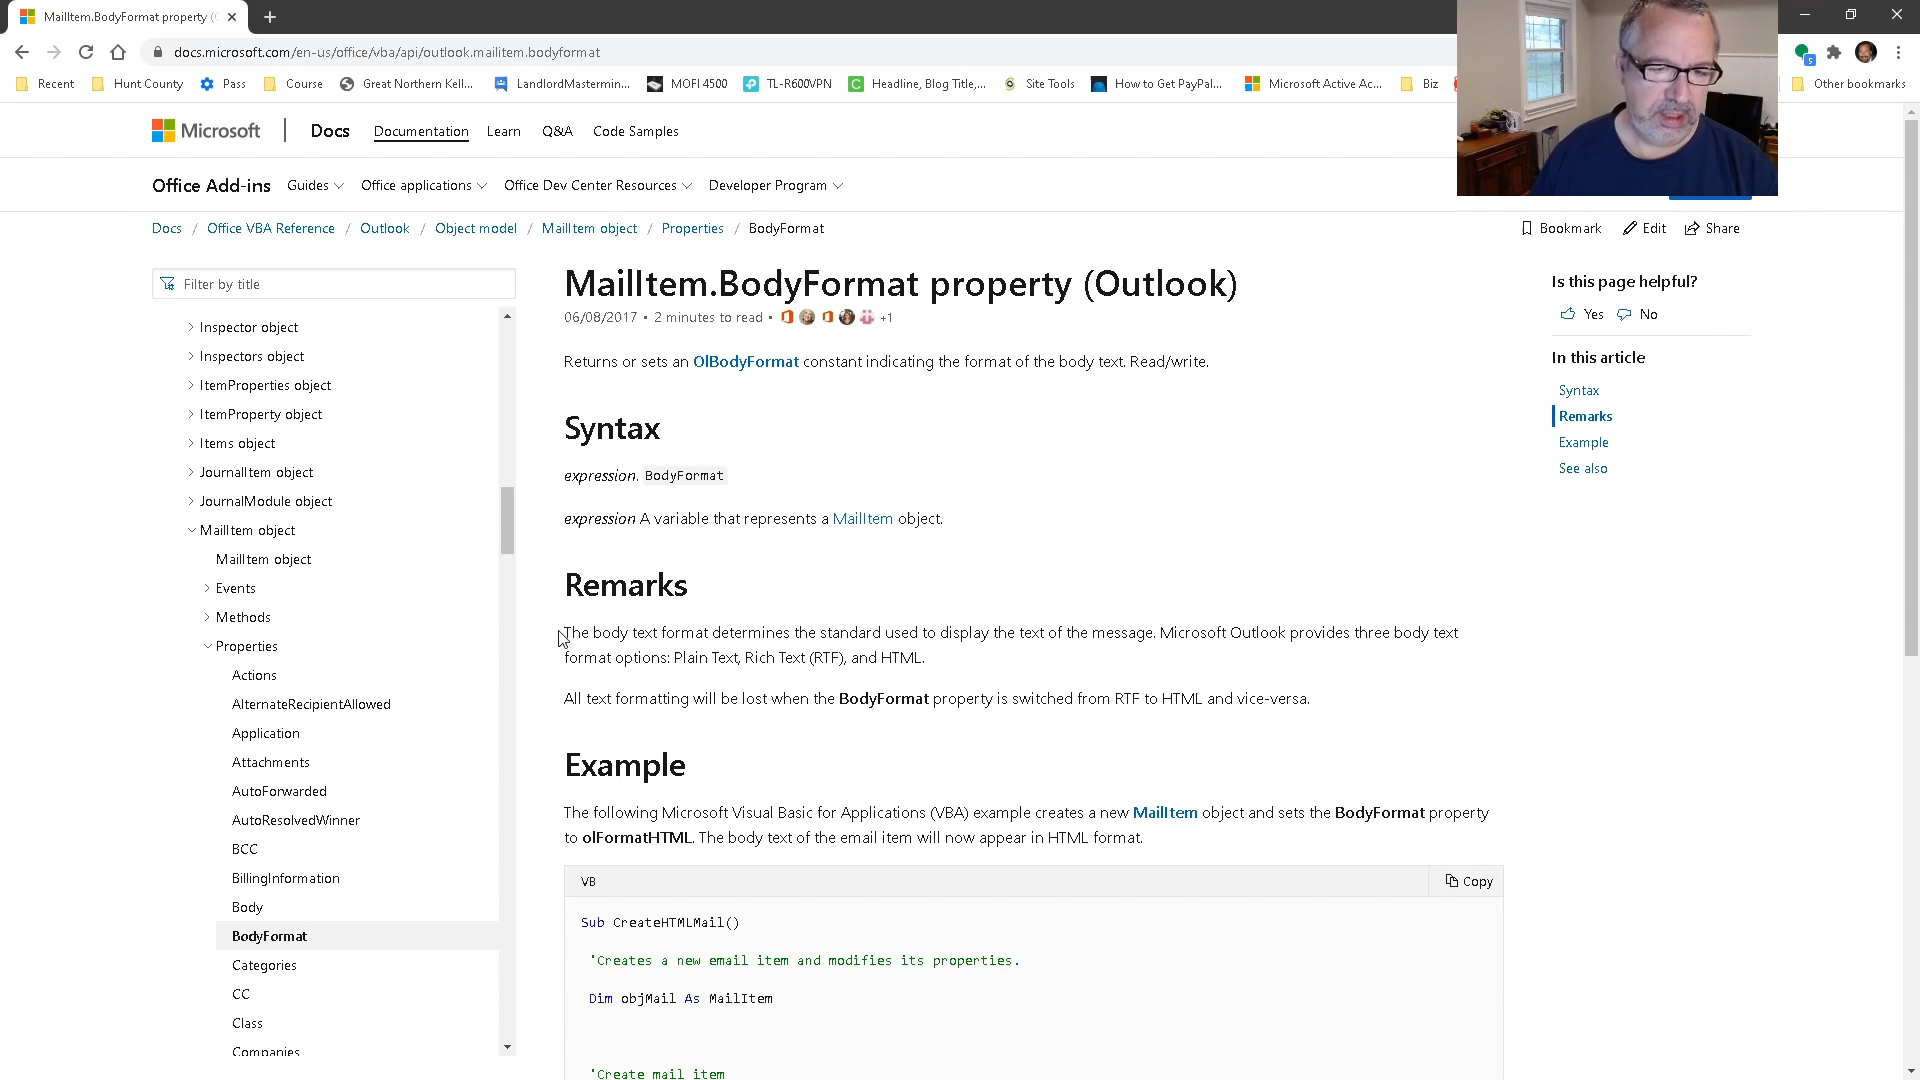 MailItem.BodyFormat property (
docs.microsoft.com/en-us/office/vba/api/outlook.mailitem.bodyformat
Recent Hunt County Pass Course Great Northern Kell... LandlordMastermin... MOFI4500 TL-R600VPN Headline, Blog Title,... Site Tools How to Get PayPal... Microsoft Active Ac... Biz Other bookmarks
Microsoft Docs Documentation Learn Q&A Code Samples
Office Add-ins Guides Office applications Office Dev Center Resources Developer Program
Docs / Office VBA Reference / Outlook / Object model / MailItem object / Properties / BodyFormat
Bookmark Edit Share
Filter by title
Inspector object
Inspectors object
ItemProperties object
ItemProperty object
Items object
JournalItem object
JournalModule object
MailItem object
MailItem object
Events
Methods
Properties
Actions
AlternateRecipientAllowed
Application
Attachments
AutoForwarded
AutoResolvedWinner
BCC
BillingInformation
Body
BodyFormat
Categories
CC
Class
Companies
MailItem.BodyFormat property (Outlook)
06/08/2017 • 2 minutes to read • +1
Returns or sets an OlBodyFormat constant indicating the format of the body text. Read/write.
Syntax
expression. BodyFormat
expression A variable that represents a MailItem object.
Remarks
The body text format determines the standard used to display the text of the message. Microsoft Outlook provides three body text
format options: Plain Text, Rich Text (RTF), and HTML.
All text formatting will be lost when the BodyFormat property is switched from RTF to HTML and vice-versa.
Example
The following Microsoft Visual Basic for Applications (VBA) example creates a new MailItem object and sets the BodyFormat property
to olFormatHTML. The body text of the email item will now appear in HTML format.
VB Copy
Sub CreateHTMLMail()
'Creates a new email item and modifies its properties.
Dim objMail As MailItem
'Create mail item
Is this page helpful?
Yes No
In this article
Syntax
Remarks
Example
See also